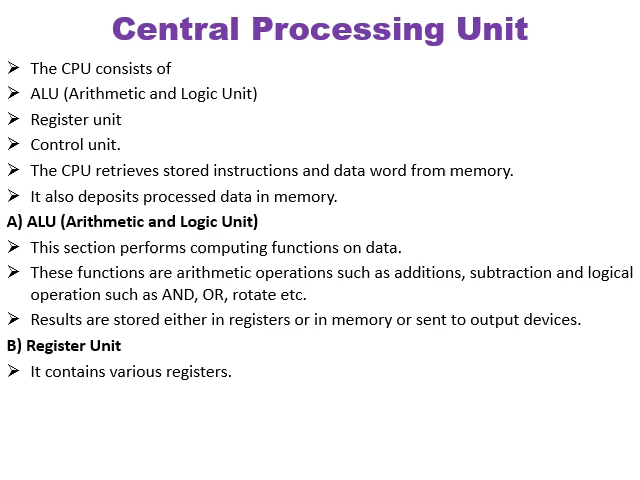 Central Processing Unit
➢ The CPU consists of
➢ ALU (Arithmetic and Logic Unit)
➢ Register unit
➢ Control unit.
➢ The CPU retrieves stored instructions and data word from memory.
➢ It also deposits processed data in memory.
A) ALU (Arithmetic and Logic Unit)
➢ This section performs computing functions on data.
➢ These functions are arithmetic operations such as additions, subtraction and logical
operation such as AND, OR, rotate etc.
➢ Results are stored either in registers or in memory or sent to output devices.
B) Register Unit
➢ It contains various registers.